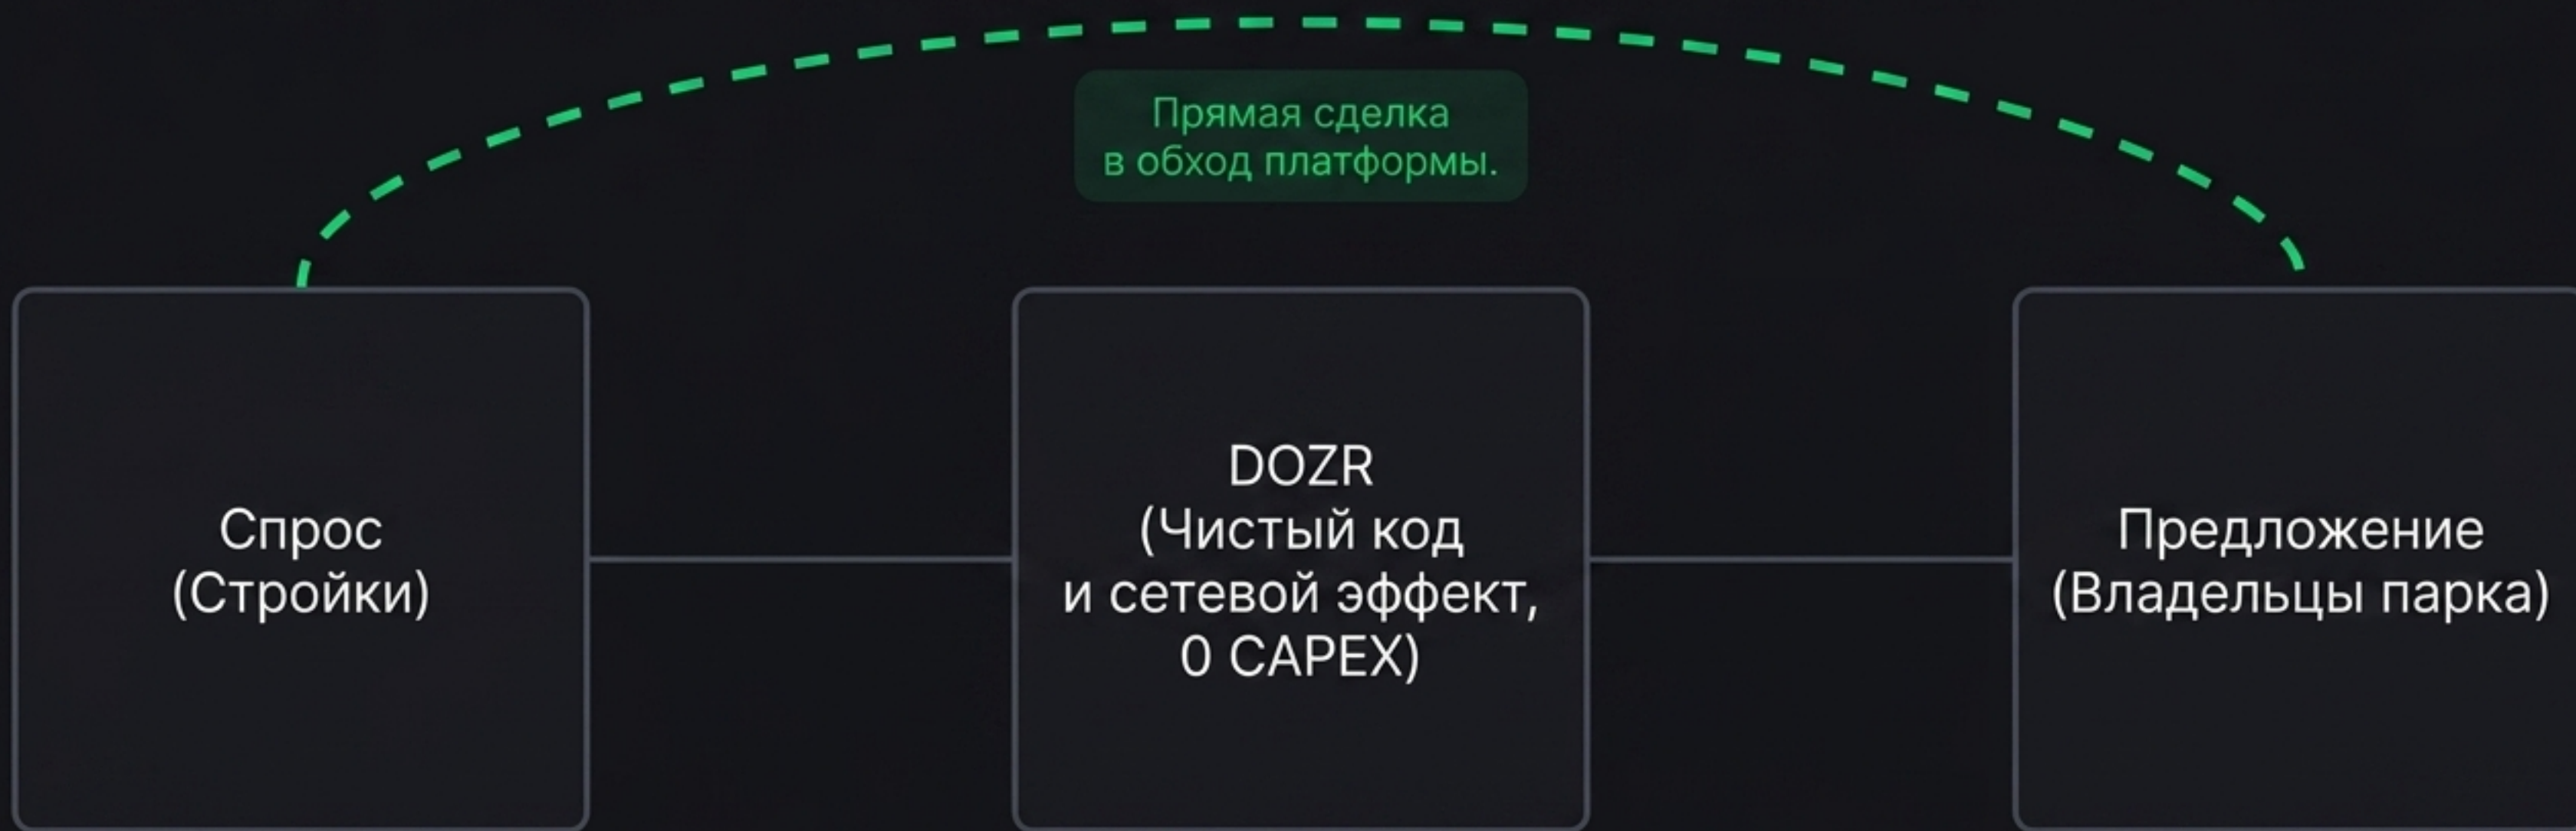 Прямая сделка
в обход платформы.
Спрос
(Стройки)
DOZR
(Чистый код
и сетевой эффект,
0 CAPEX)
Предложение
(Владельцы парка)